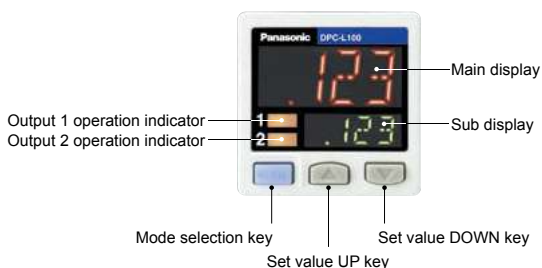 Panasonic DPC-L100
.123
Main display
Output 1 operation indicator
1
.123
Sub display
Output 2 operation indicator
2
Mode selection key
Set value DOWN key
Set value UP key